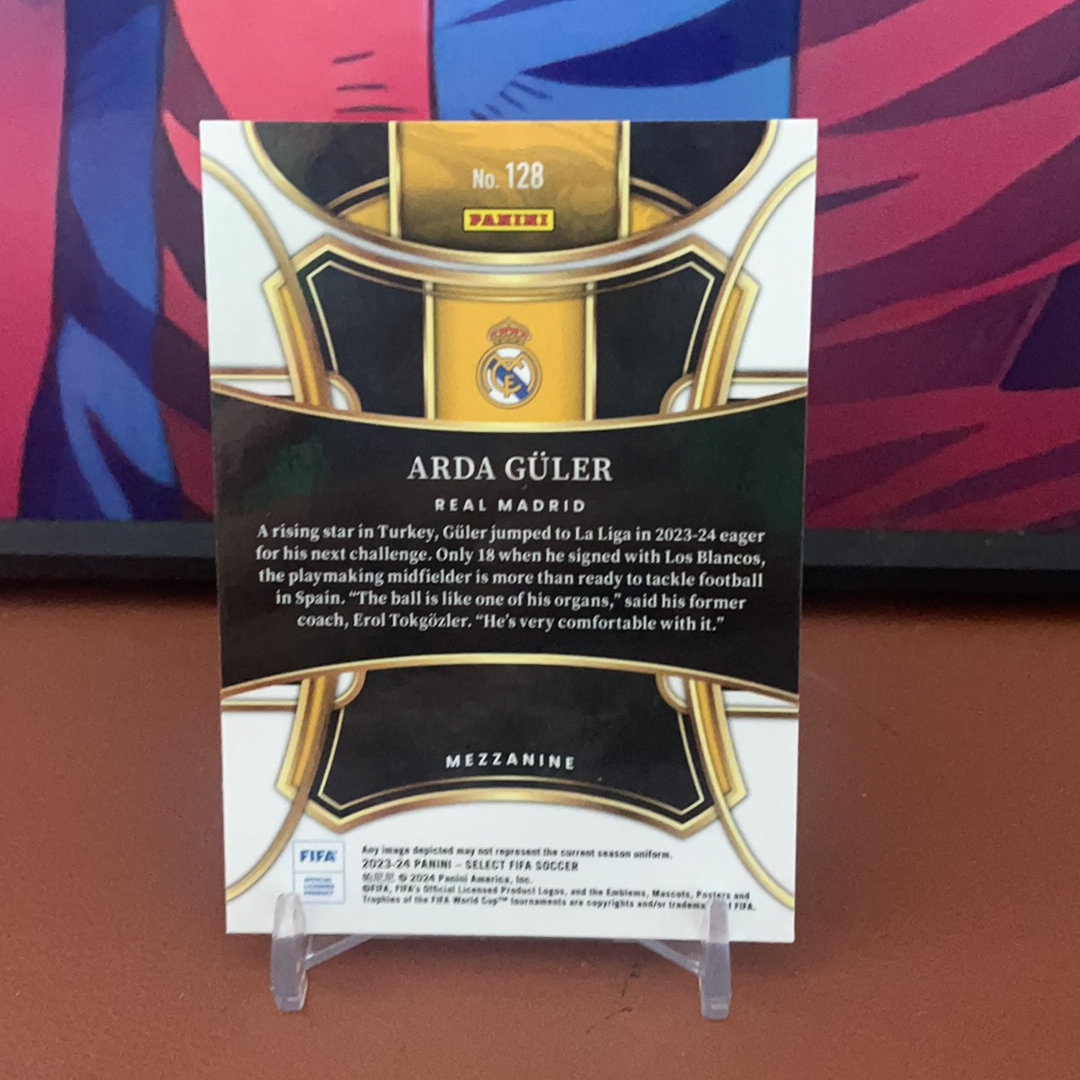 No. 128
PANINI
ARDA GÜLER
REAL MADRID
A rising star in Turkey, Güler jumped to La Liga in 2023-24 eager
for his next challenge. Only 18 when he signed with Los Blancos,
the playmaking midfielder is more than ready to tackle football
in Spain. “The ball is like one of his organs,” said his former
coach, Erol Tokgözler. “He’s very comfortable with it.”
MEZZANINE
FIFA
OFFICIAL
LICENSED
PRODUCT
Any image depicted may not represent the current season uniform.
2023-24 PANINI – SELECT FIFA SOCCER
© 2024 Panini America, Inc.
©FIFA, FIFA's Official Licensed Product Logos, and the Emblems, Mascots, Posters and
Trophies of the FIFA World Cup™ tournaments are copyrights and/or FIFA.